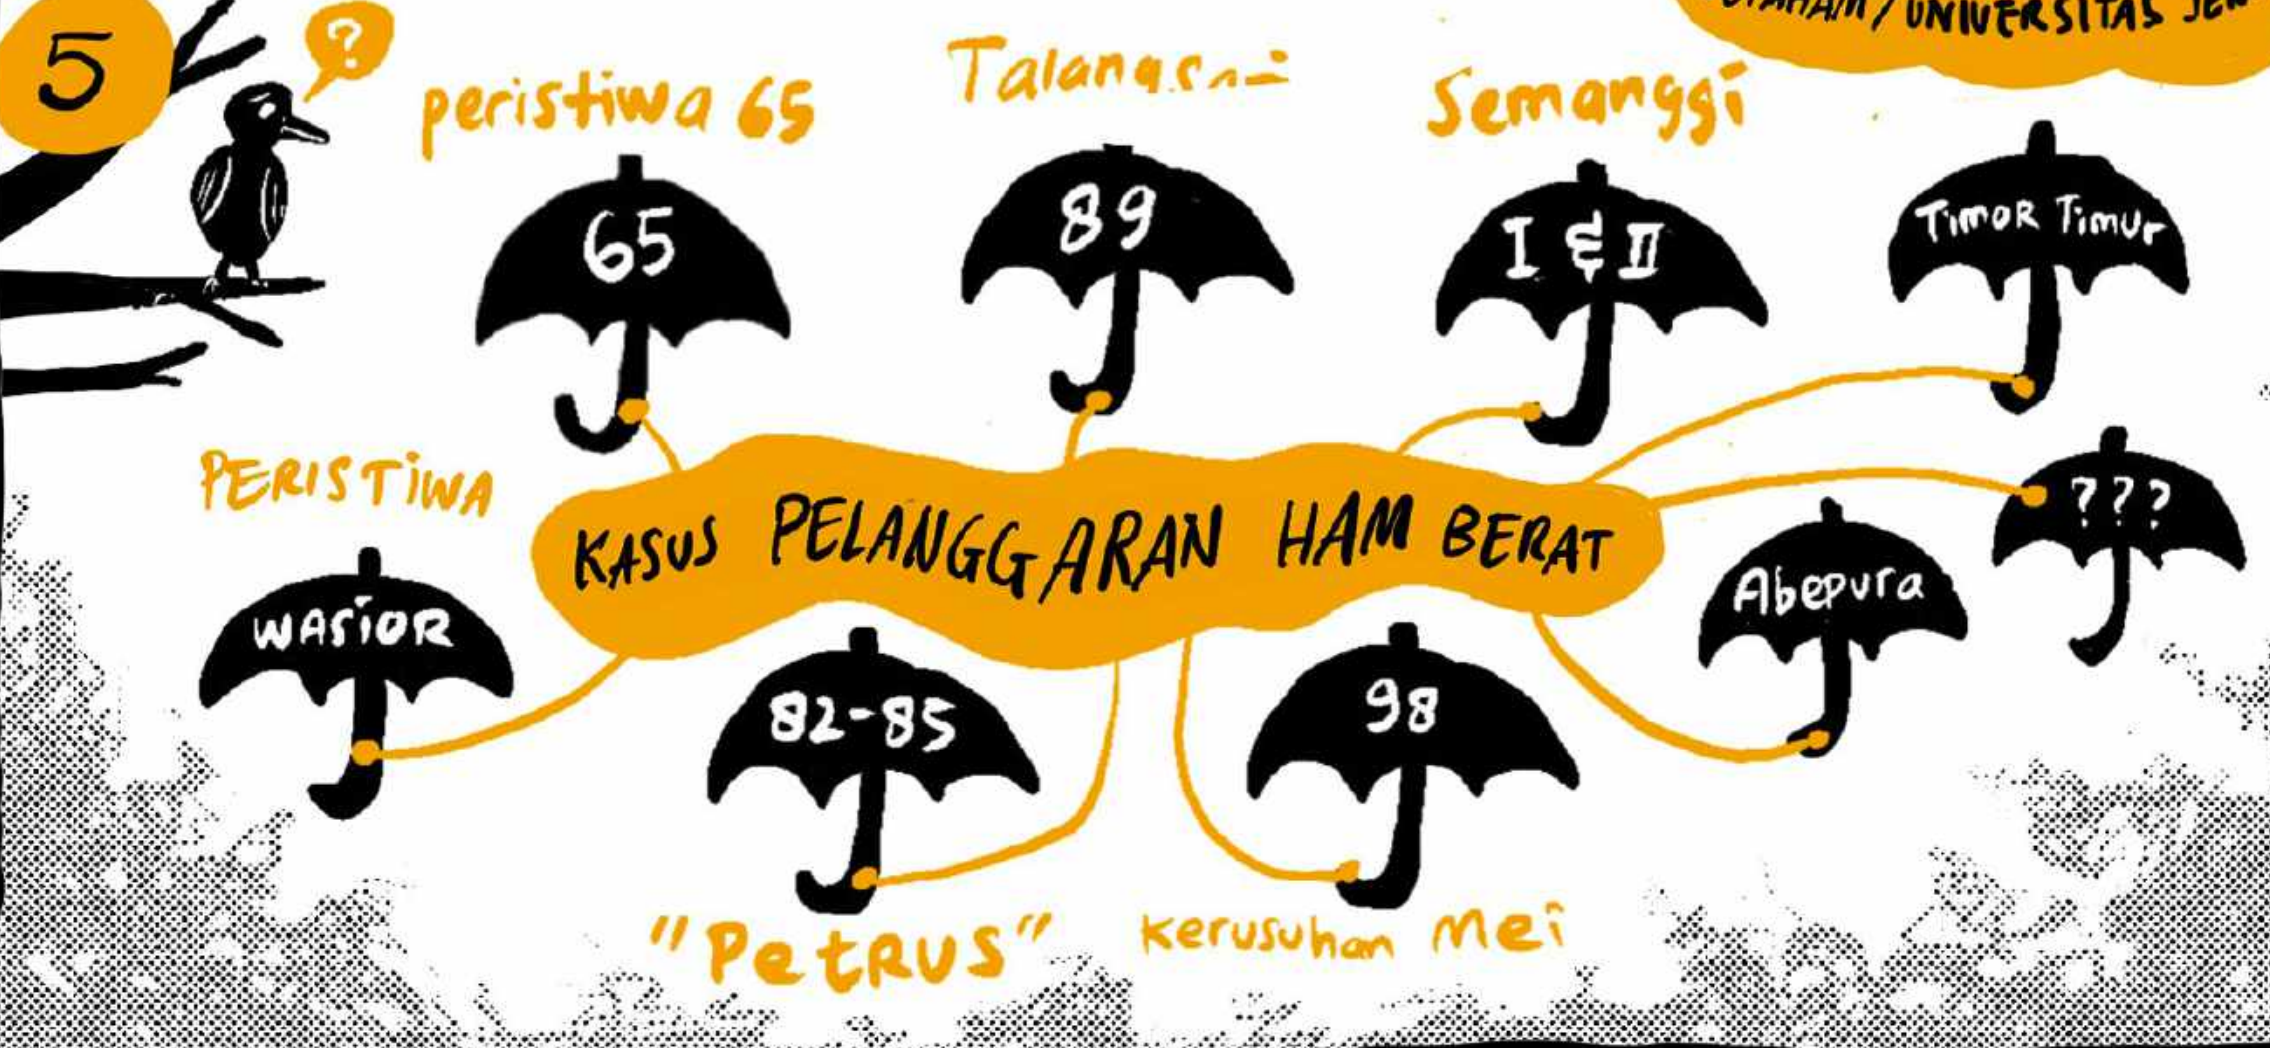 5
?
UNIVERSITAS
peristiwa 65
65
89
Semanggi
I & II
TIMOR TIMUR
PERISTIWA
WASIOR
KASUS PELANGGARAN HAM BERAT
???
Abepura
82-85
"PETRUS"
98
kerusuhan Mei